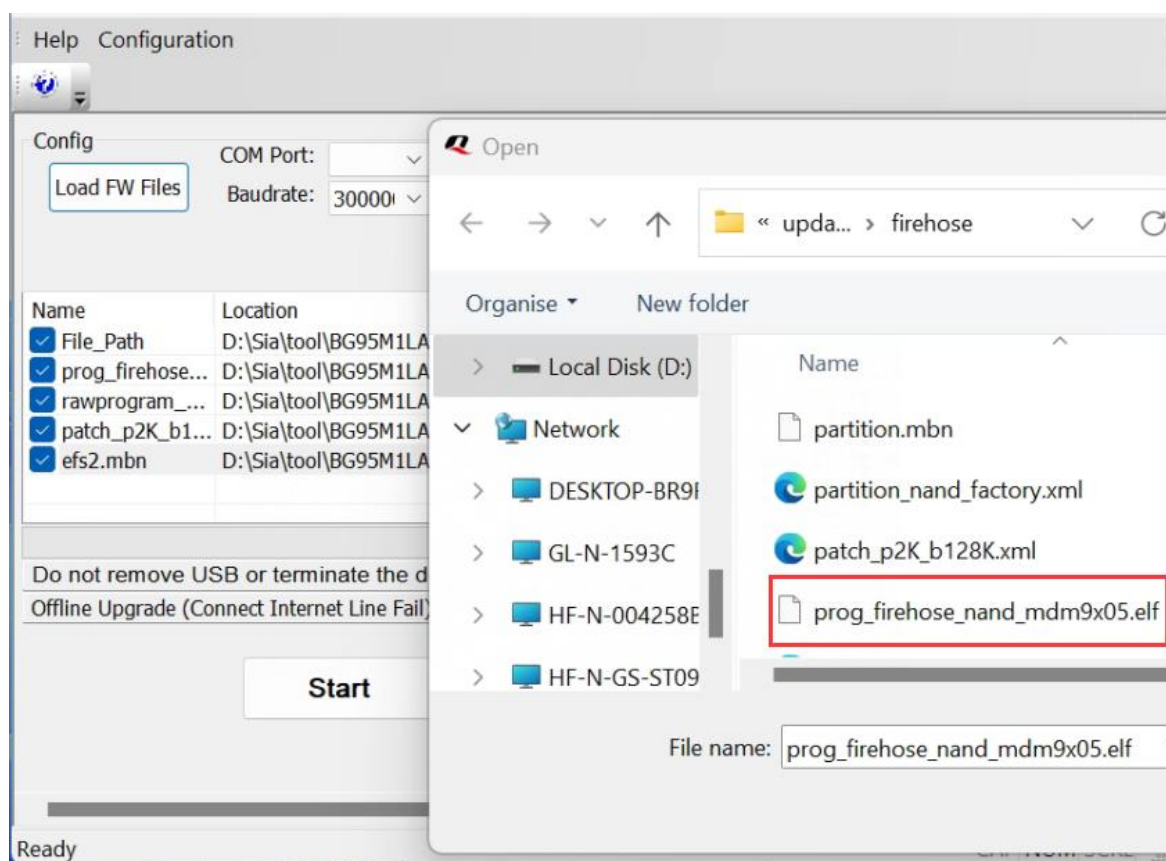 Help Configuration
Config
Load FW Files
COM Port:
Baudrate: 30000
Name Location
File_Path D:\Sia\tool\BG95M1LA
prog_firehose... D:\Sia\tool\BG95M1LA
rawprogram_... D:\Sia\tool\BG95M1LA
patch_p2K_b1... D:\Sia\tool\BG95M1LA
efs2.mbn D:\Sia\tool\BG95M1LA
Do not remove USB or terminate the d
Offline Upgrade (Connect Internet Line Fail)
Start
Ready
Open
« upda... › firehose
Organise New folder
Local Disk (D:)
Network
DESKTOP-BR9
GL-N-1593C
HF-N-004258
HF-N-GS-ST09
Name
partition.mbn
partition_nand_factory.xml
patch_p2K_b128K.xml
prog_firehose_nand_mdm9x05.elf
File name: prog_firehose_nand_mdm9x05.elf